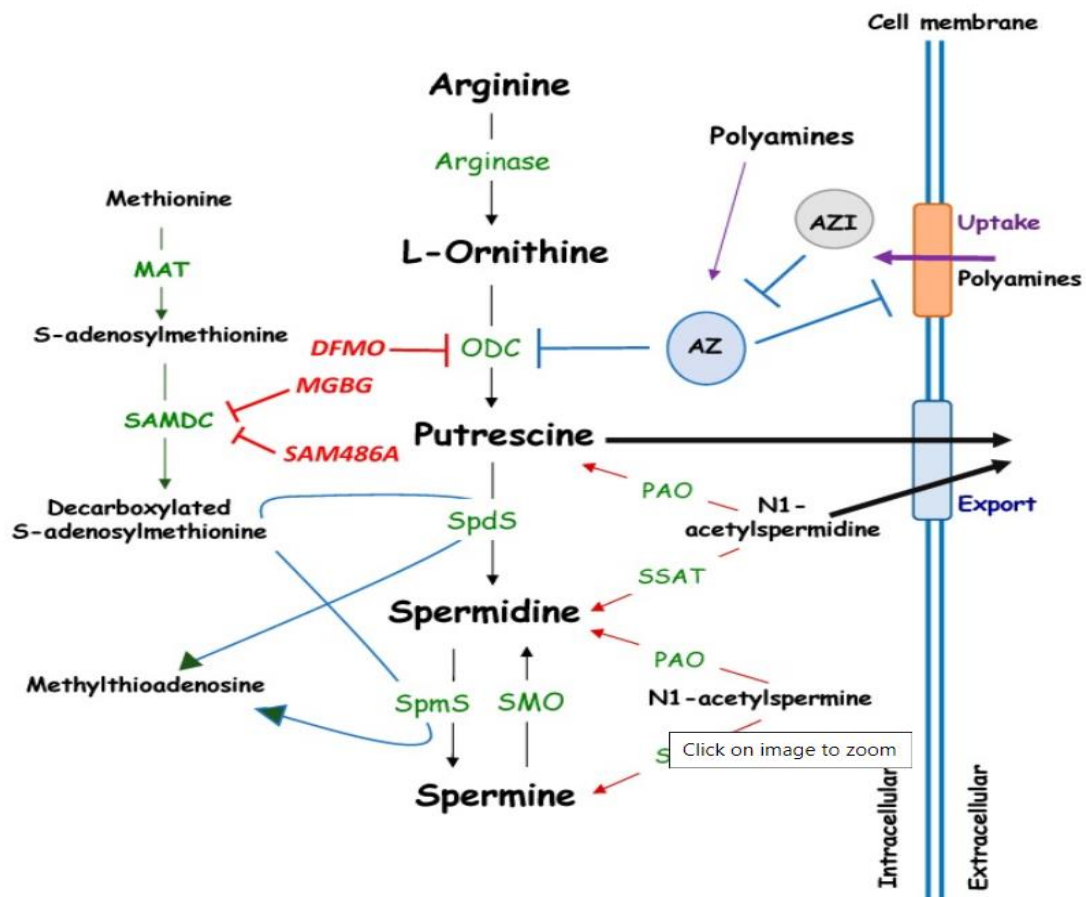 Cell membrane
Arginine
Polyamines
Arginase
Methionine
AZI
Uptake
L-Ornithine
MAT
Polyamines
S-adenosylmethionine
DFMO
ODC
AZ
MGBG
SAMDC
Putrescine
SAM486A
PAO
Decarboxylated
S-adenosylmethionine
N1-
acetylspermidine
Export
SpdS
SSAT
Spermidine
PAO
Methylthioadenosine
N1-acetylspermine
SpmS
SMO
Click on image to zoom
Spermine
Intracellular
Extracellular